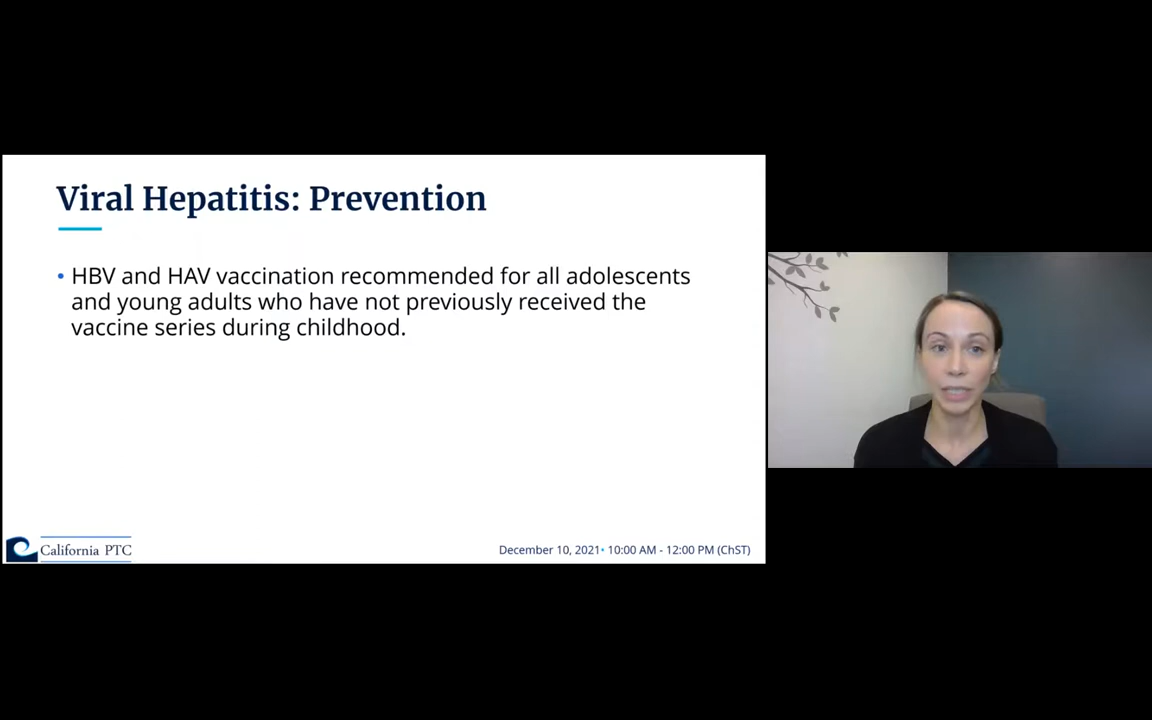 Viral Hepatitis: Prevention
• HBV and HAV vaccination recommended for all adolescents
and young adults who have not previously received the
vaccine series during childhood.
California PTC
December 10, 2021• 10:00 AM - 12:00 PM (ChST)